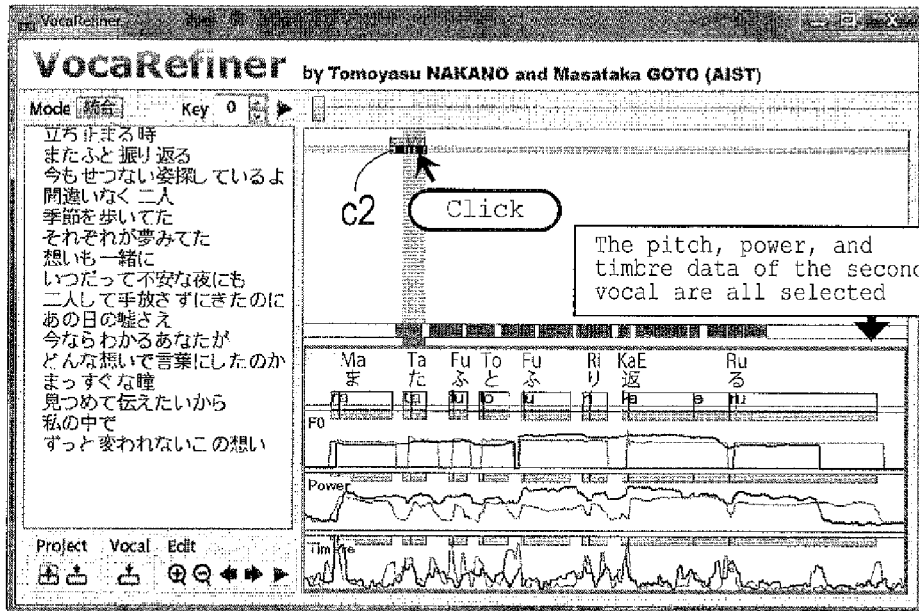 VocaRefiner
VocaRefiner by Tomoyasu NAKANO and Masataka GOTO (AIST)
Mode 統合 Key 0
立ち止まる時
またふと振り返る
今もせつない姿探しているよ
間違いなく二人
季節を歩いてた
それぞれが夢みてた
想いも一緒に
いつだって不安な夜にも
二人して手放さずにきたのに
あの日の嘘さえ
今ならわかるあなたが
どんな想いで言葉にしたのか
まっすぐな瞳
見つめて伝えたいから
私の中で
ずっと変われないこの想い
Project Vocal Edit
c2
Click
The pitch, power, and
timbre data of the second
vocal are all selected
Ma Ta Fu To Fu Ri KaE Ru
ま た ふ と ふ り 返 る
F0
Power
Timbre